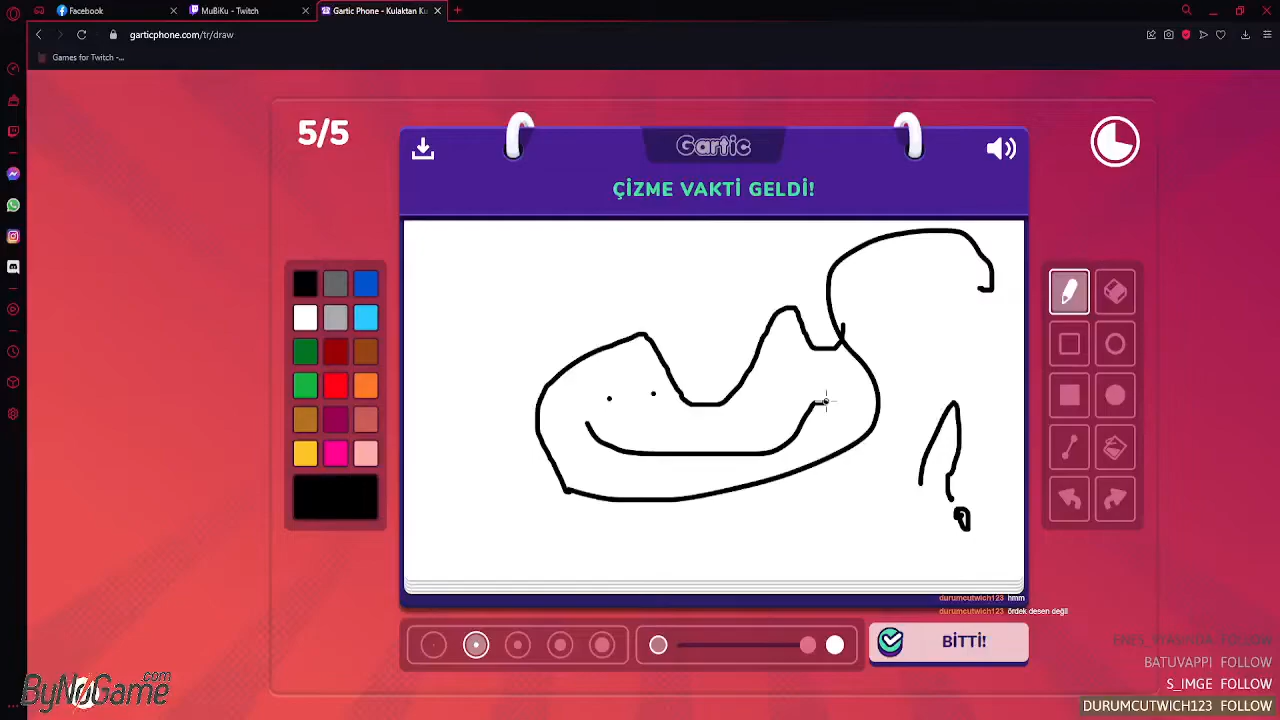 Facebook
MuBiKu - Twitch
Gartic Phone - Kulaktan Ku
garticphone.com/tr/draw
Games for Twitch -...
5/5
Gartic
ÇİZME VAKTİ GELDİ!
durumcutwich123 hmm
durumcutwich123 ördek desen değil
BİTTİ!
FOLLOW
BATUVAPPI FOLLOW
S_IMGE FOLLOW
DURUMCUTWICH123 FOLLOW
ByNoGame.com